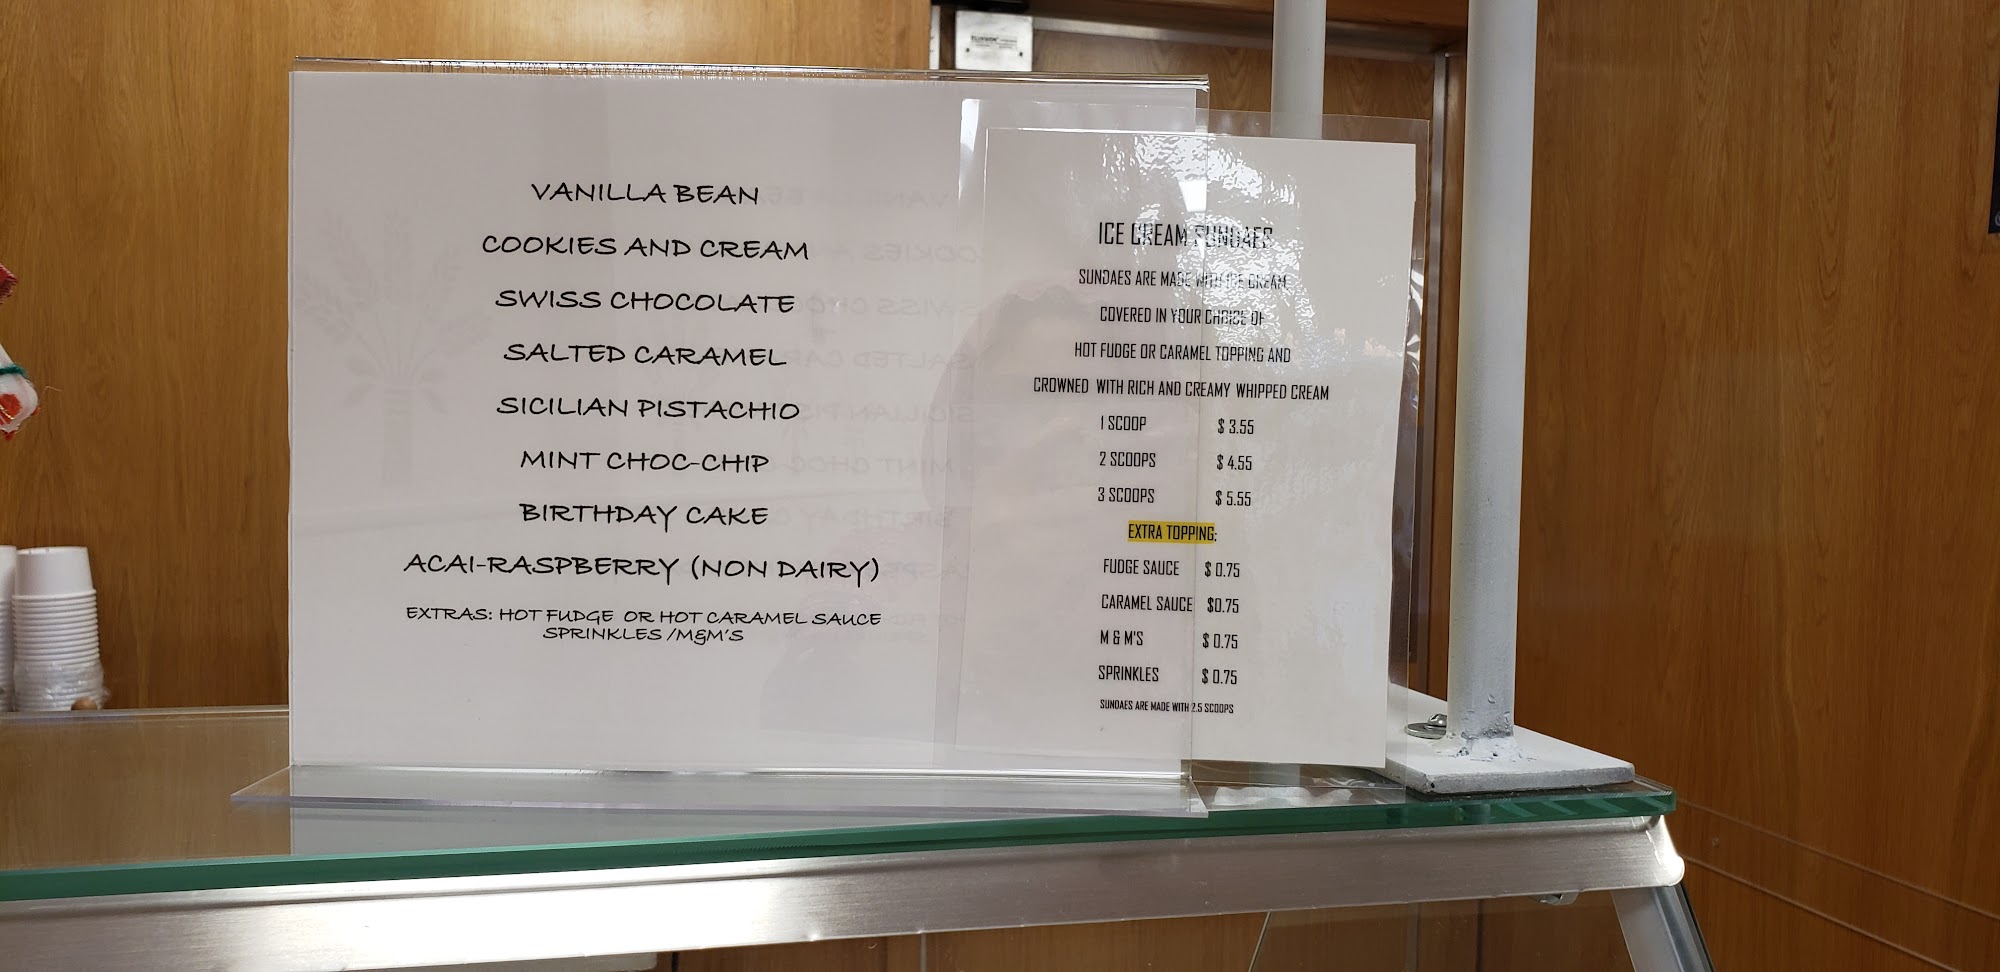 VANILLA BEAN
COOKIES AND CREAM
SWISS CHOCOLATE
SALTED CARAMEL
SICILIAN PISTACHIO
MINT CHOC-CHIP
BIRTHDAY CAKE
ACAI-RASPBERRY (NON DAIRY)
EXTRAS: HOT FUDGE OR HOT CARAMEL SAUCE
SPRINKLES /M&M'S
ICE CREAM SUNDAES
SUNDAES ARE MADE WITH ICE CREAM
COVERED IN YOUR CHOICE OF
HOT FUDGE OR CARAMEL TOPPING AND
CROWNED WITH RICH AND CREAMY WHIPPED CREAM
1 SCOOP $ 3.55
2 SCOOPS $ 4.55
3 SCOOPS $ 5.55
EXTRA TOPPING:
FUDGE SAUCE $ 0.75
CARAMEL SAUCE $0.75
M & M'S $ 0.75
SPRINKLES $ 0.75
SUNDAES ARE MADE WITH 2.5 SCOOPS